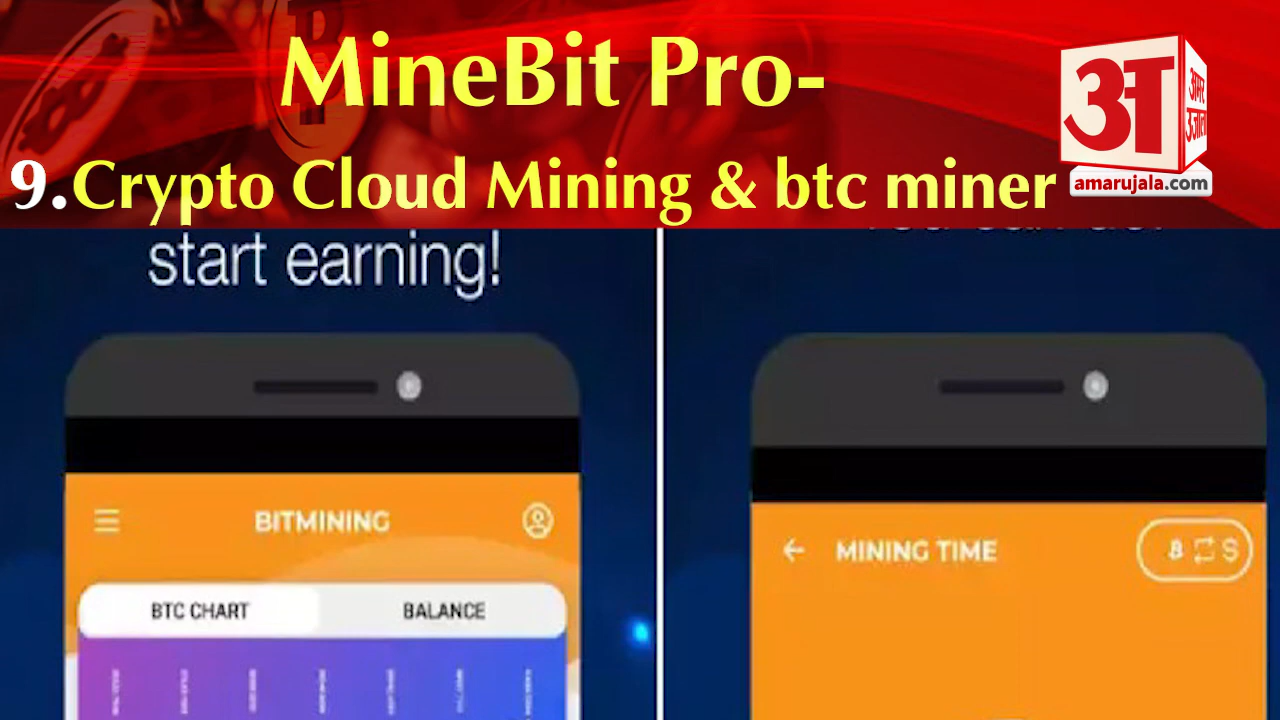 MineBit Pro-
9.Crypto Cloud Mining & btc miner
अ
अमर
उजाला
amarujala.com
start earning!
BITMINING
BTC CHART
BALANCE
MINING TIME